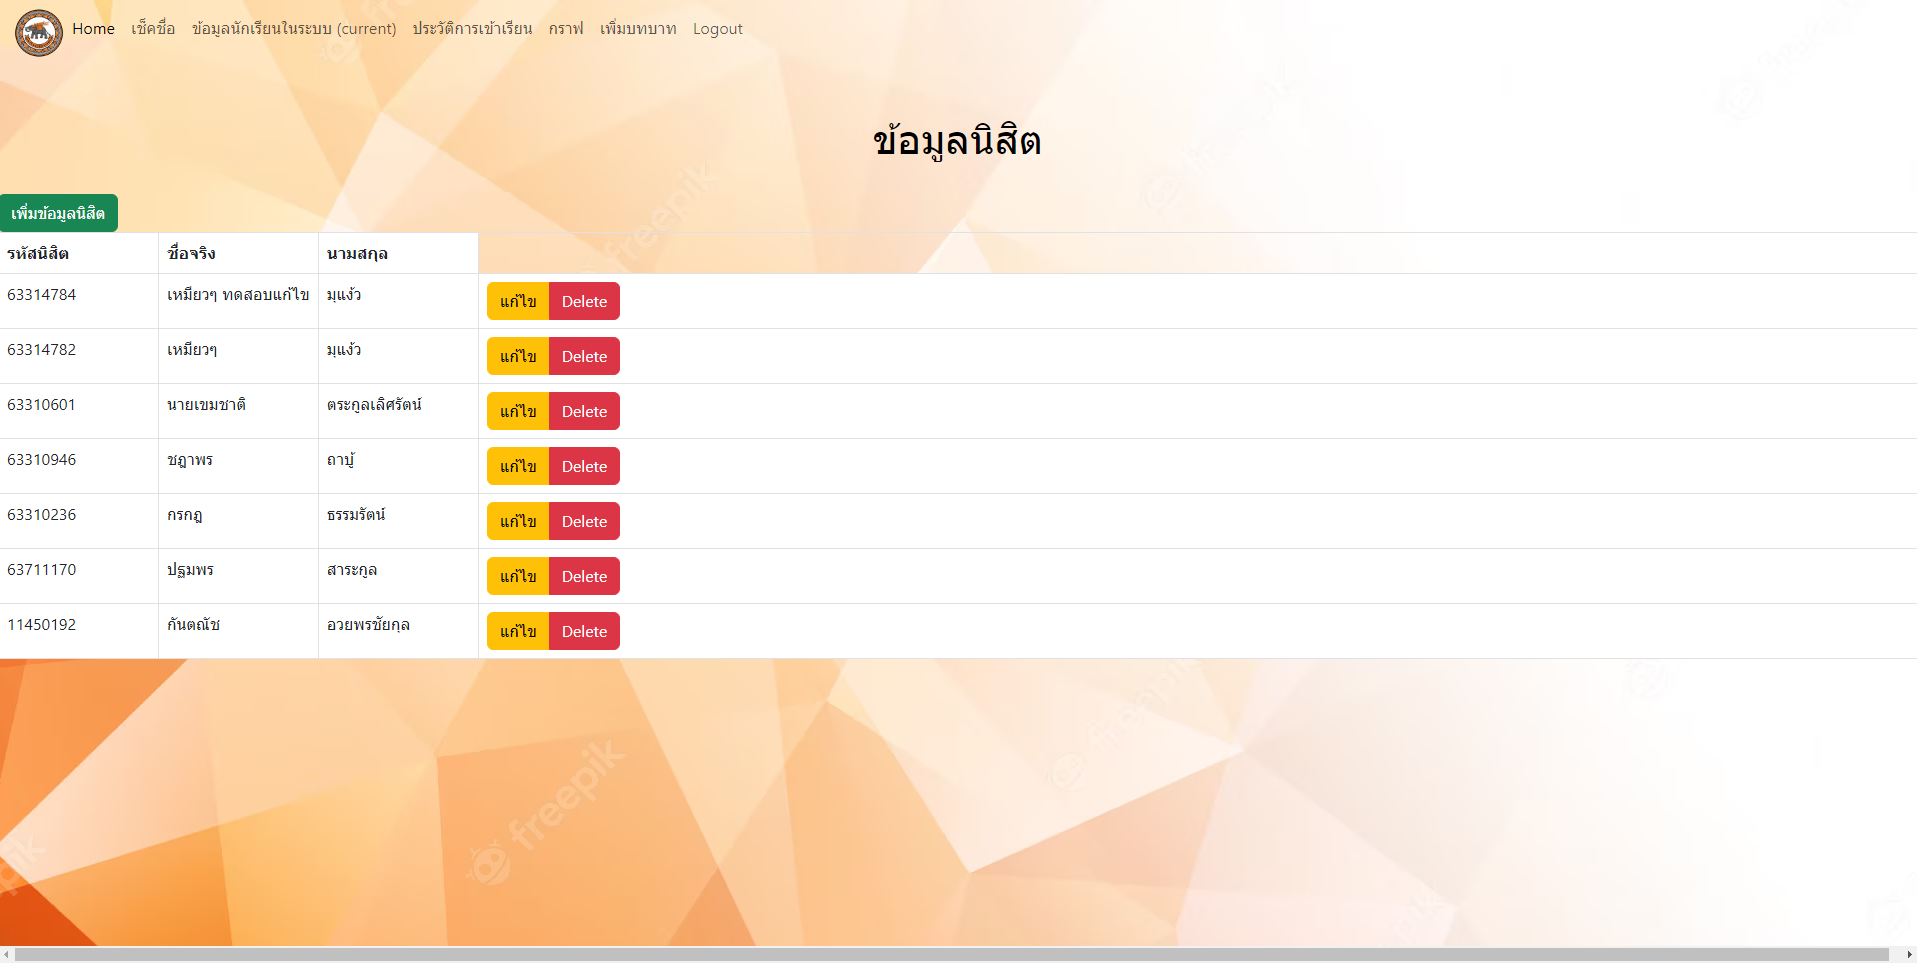 Home เช็คชื่อ ข้อมูลนักเรียนในระบบ (current) ประวัติการเข้าเรียน กราฟ เพิ่มบทบาท Logout
ข้อมูลนิสิต
เพิ่มข้อมูลนิสิต
รหัสนิสิต ชื่อจริง นามสกุล
63314784 เหมียวๆ ทดสอบแก้ไข มุแง้ว แก้ไข Delete
63314782 เหมียวๆ มุแง้ว แก้ไข Delete
63310601 นายเขมชาติ ตระกูลเลิศรัตน์ แก้ไข Delete
63310946 ชฎาพร ถาบู้ แก้ไข Delete
63310236 กรกฎ ธรรมรัตน์ แก้ไข Delete
63711170 ปฐมพร สาระกูล แก้ไข Delete
11450192 กันตณัช อวยพรชัยกุล แก้ไข Delete
freepik
freepik
freepik